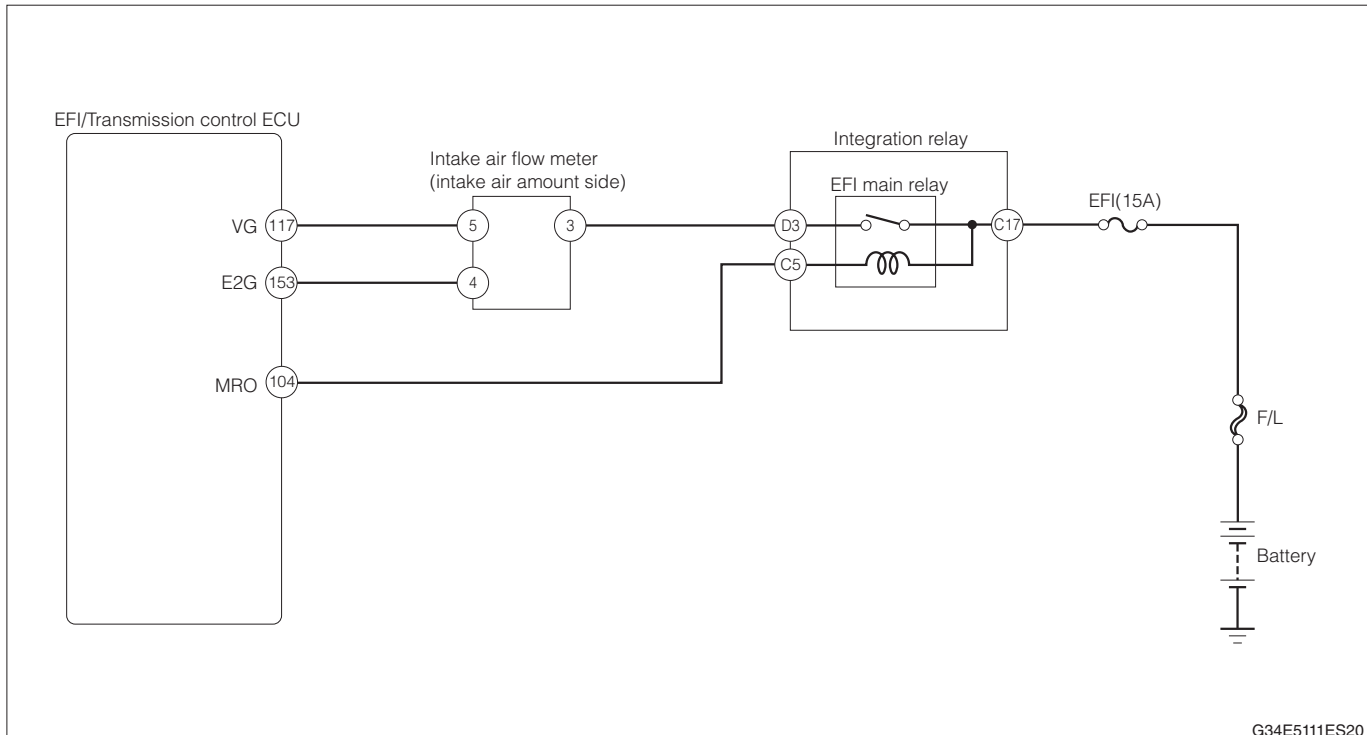 EFI/Transmission control ECU
Intake air flow meter
(intake air amount side)
Integration relay
EFI main relay
EFI(15A)
VG 117
5
3
D3
C17
E2G 153
4
C5
MRO 104
F/L
Battery
G34E5111ES20